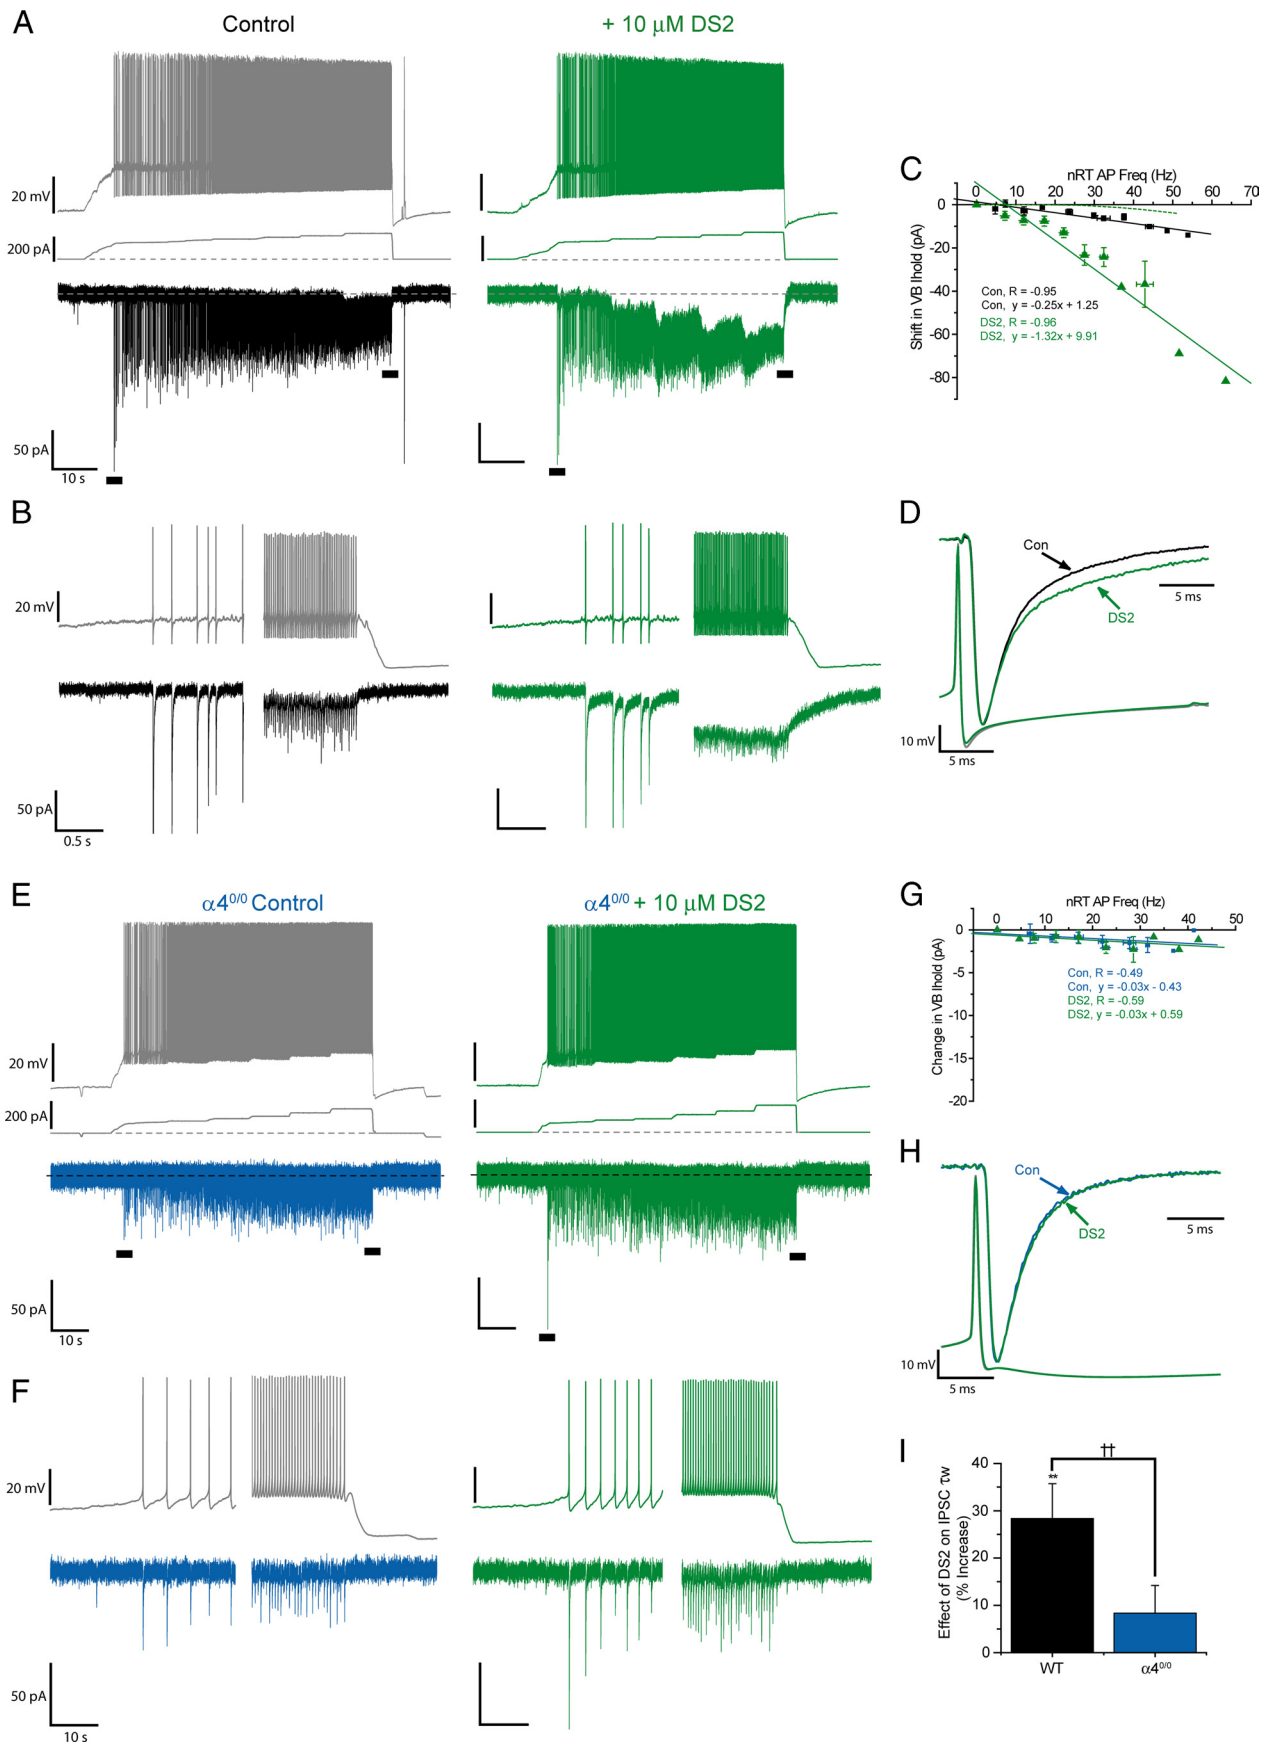 A
Control
+ 10 μM DS2
20 mV
200 pA
50 pA
10 s
B
20 mV
50 pA
0.5 s
C
nRT AP Freq (Hz)
0 10 20 30 40 50 60 70
0
-20
-40
-60
-80
Shift in VB Ihold (pA)
Con, R = -0.95
Con, y = -0.25x + 1.25
DS2, R = -0.96
DS2, y = -1.32x + 9.91
D
Con
DS2
5 ms
10 mV
5 ms
E
α4⁰/⁰ Control
α4⁰/⁰ + 10 μM DS2
20 mV
200 pA
50 pA
10 s
F
20 mV
50 pA
10 s
G
nRT AP Freq (Hz)
0 10 20 30 40 50
0
-5
-10
-15
-20
Change in VB Ihold (pA)
Con, R = -0.49
Con, y = -0.03x - 0.43
DS2, R = -0.59
DS2, y = -0.03x + 0.59
H
Con
DS2
5 ms
10 mV
5 ms
I
Effect of DS2 on IPSC τw
(% Increase)
40
30
20
10
0
**
††
WT
α4⁰/⁰